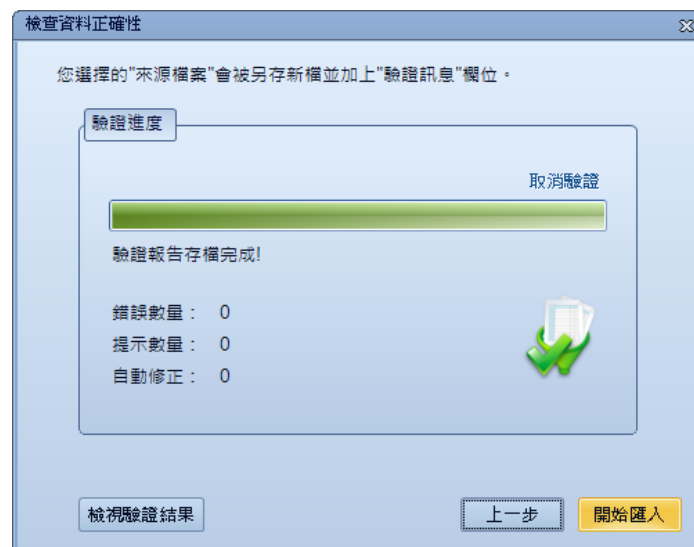 檢查資料正確性
您選擇的"來源檔案"會被另存新檔並加上"驗證訊息"欄位。
驗證進度
取消驗證
驗證報告存檔完成!
錯誤數量： 0
提示數量： 0
自動修正： 0
檢視驗證結果
上一步
開始匯入